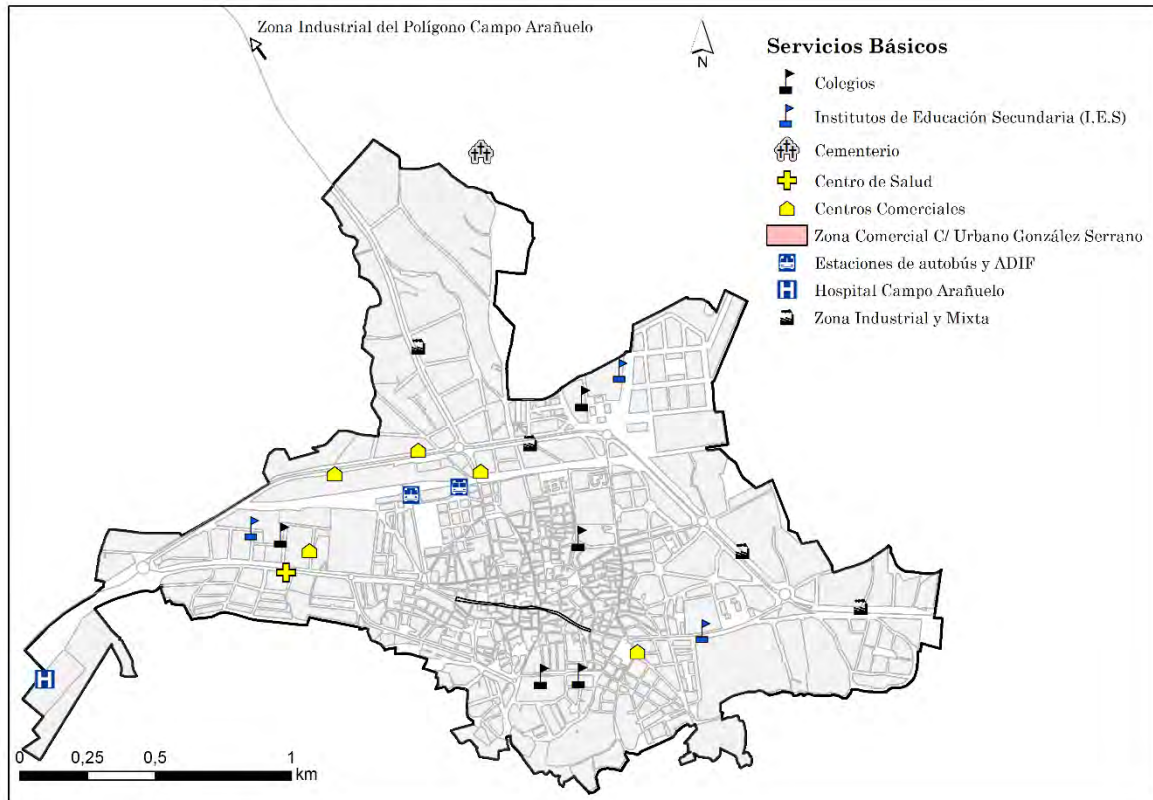 Zona Industrial del Polígono Campo Arañuelo
N
Servicios Básicos
Colegios
Institutos de Educación Secundaria (I.E.S)
Cementerio
Centro de Salud
Centros Comerciales
Zona Comercial C/ Urbano González Serrano
Estaciones de autobús y ADIF
Hospital Campo Arañuelo
Zona Industrial y Mixta
H
H
0 0,25 0,5 1
km